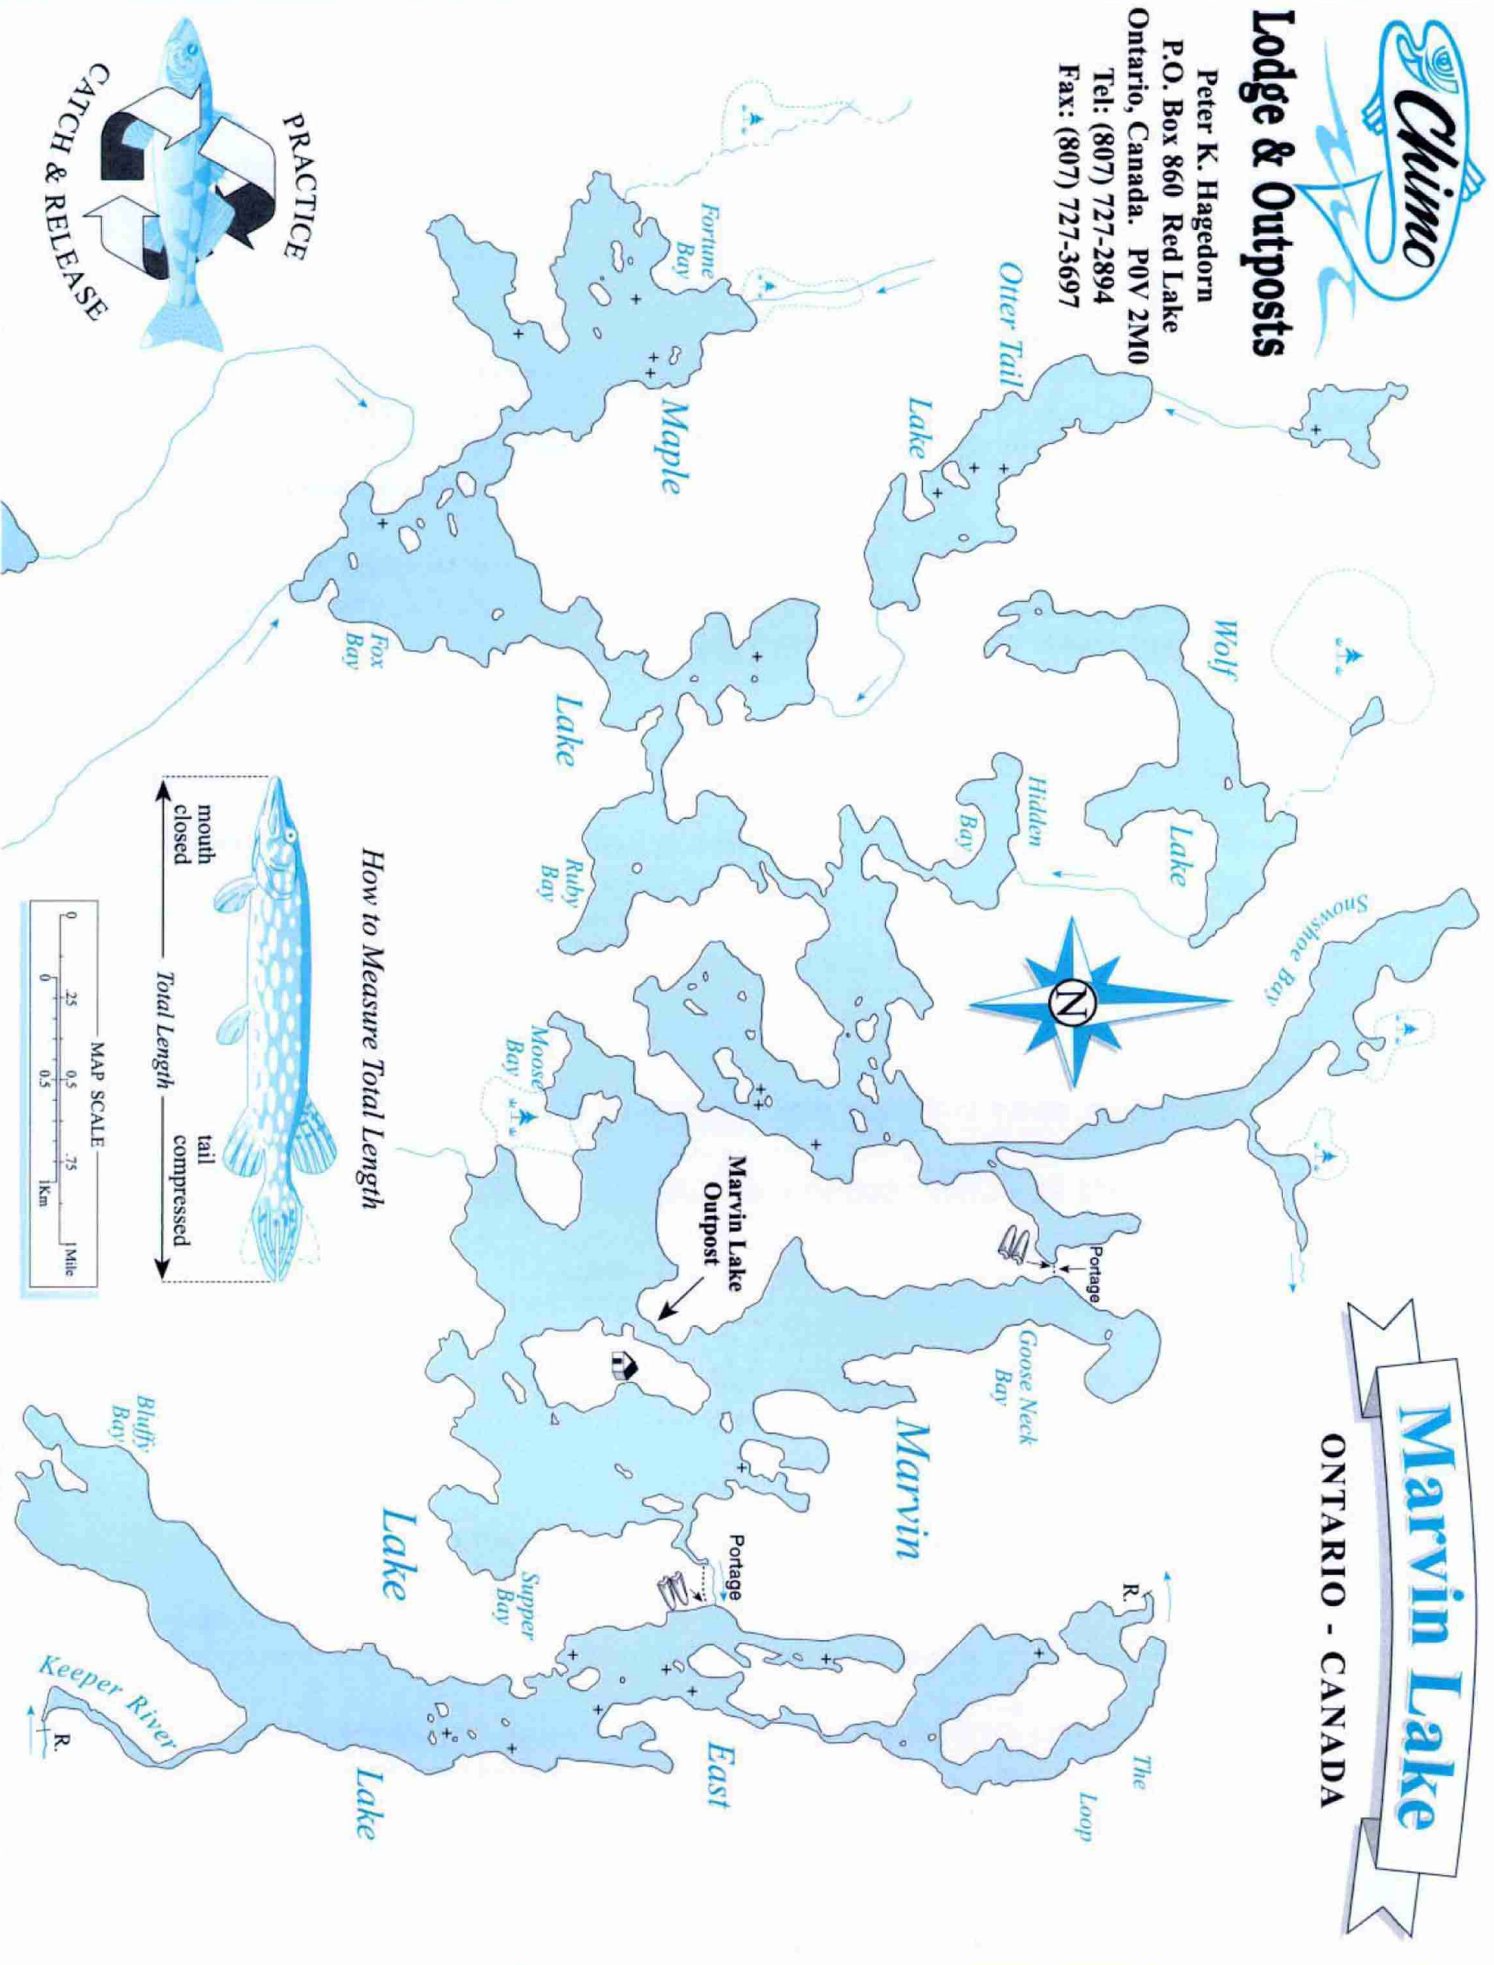 Chimo
Lodge & Outposts
Peter K. Hagedorn
P.O. Box 860 Red Lake
Ontario, Canada. P0V 2M0
Tel: (807) 727-2894
Fax: (807) 727-3697
Marvin Lake
ONTARIO - CANADA
Snowshoe Bay
Wolf
Lake
Otter Tail
Lake
Hidden
Bay
N
Portage
Goose Neck
Bay
R.
The
Loop
Fortune
Bay
Maple
Lake
Ruby
Bay
Fox
Bay
Moose
Bay
Marvin Lake
Outpost
Marvin
Lake
Portage
Supper
Bay
East
Lake
Bluffy
Bay
Keeper River
R.
PRACTICE
CATCH & RELEASE
How to Measure Total Length
mouth
closed
Total Length
tail
compressed
MAP SCALE
0 .25 0.5 .75 1Mile
0 0.5 1Km